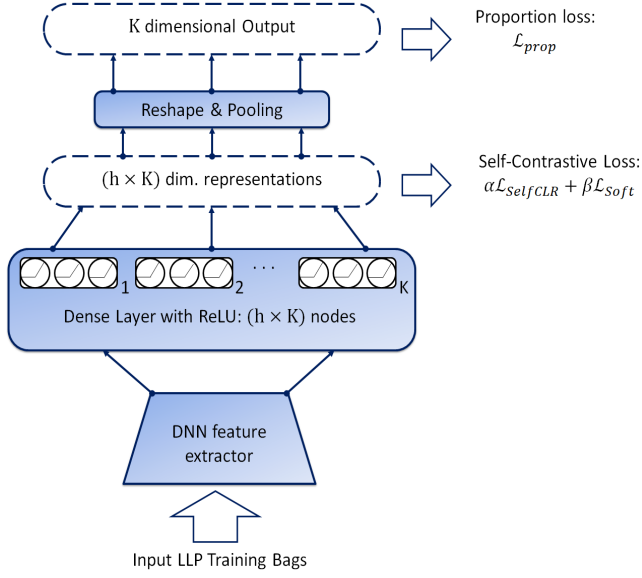 K dimensional Output
Proportion loss:
ℒ_prop
Reshape & Pooling
(h × K) dim. representations
Self-Contrastive Loss:
αℒ_SelfCLR + βℒ_Soft
1
2
. . .
K
Dense Layer with ReLU: (h × K) nodes
DNN feature
extractor
Input LLP Training Bags